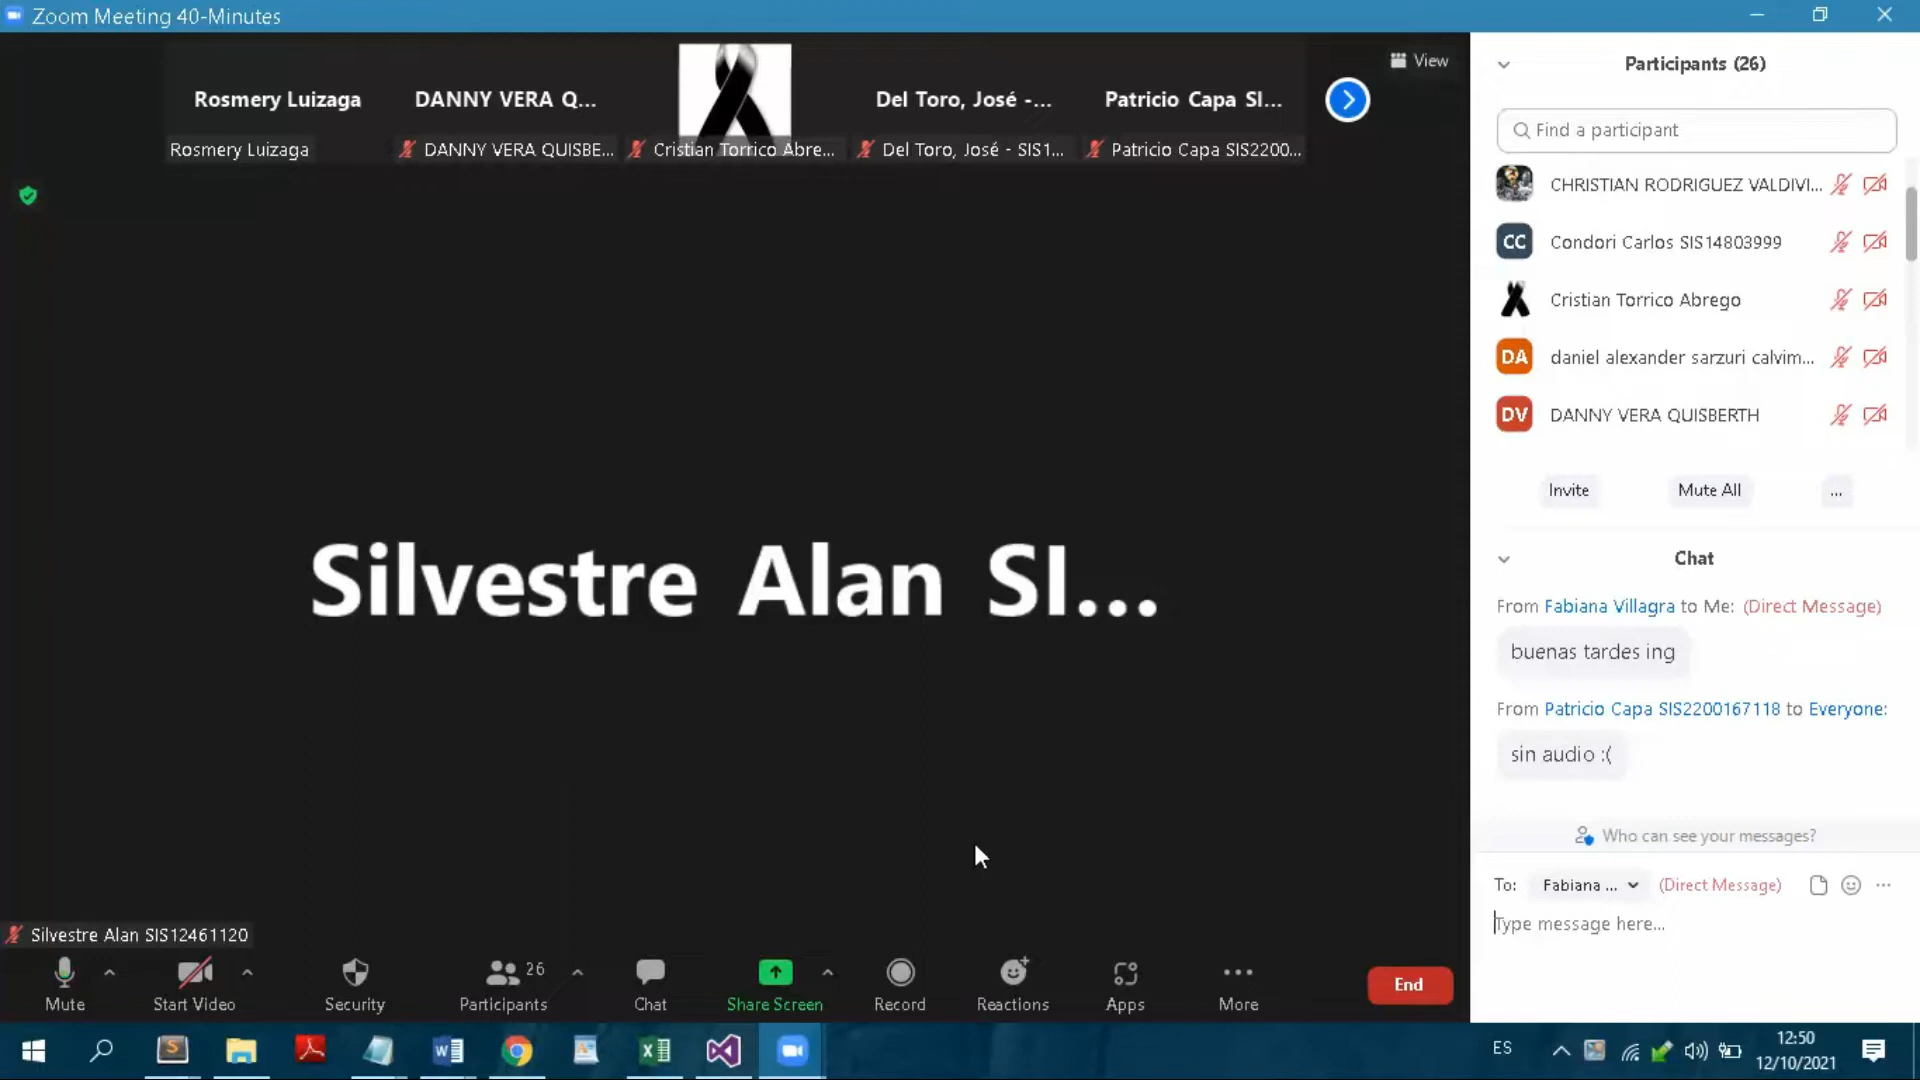 Zoom Meeting 40-Minutes
Rosmery Luizaga
DANNY VERA Q...
Del Toro, José -...
Patricio Capa SI...
View
Rosmery Luizaga
DANNY VERA QUISBE...
Cristian Torrico Abre...
Del Toro, José - SIS1...
Patricio Capa SIS2200...
Silvestre Alan SI...
Silvestre Alan SIS12461120
Mute
Start Video
Security
26
Participants
Chat
Share Screen
Record
Reactions
Apps
More
End
Participants (26)
Find a participant
CHRISTIAN RODRIGUEZ VALDIVI...
CC
Condori Carlos SIS14803999
Cristian Torrico Abrego
DA
daniel alexander sarzuri calvim...
DV
DANNY VERA QUISBERTH
Invite
Mute All
...
Chat
From Fabiana Villagra to Me: (Direct Message)
buenas tardes ing
From Patricio Capa SIS2200167118 to Everyone:
sin audio :(
Who can see your messages?
To: Fabiana ... (Direct Message)
Type message here...
ES
12:50
12/10/2021